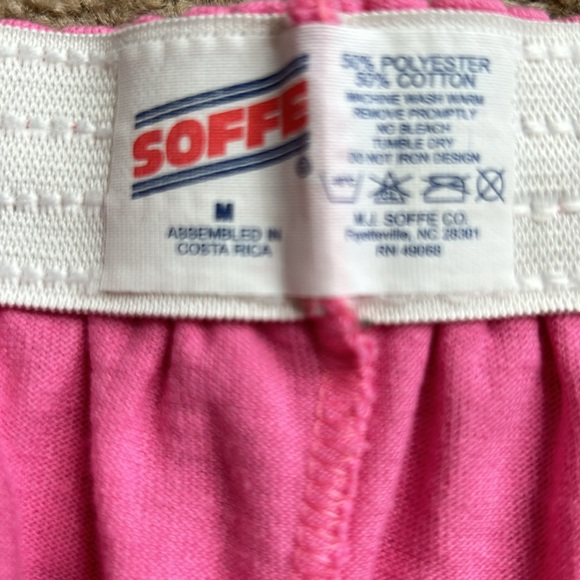 SOFFE
M
ASSEMBLED IN
COSTA RICA
50% POLYESTER
50% COTTON
MACHINE WASH WARM
REMOVE PROMPTLY
NO BLEACH
TUMBLE DRY
DO NOT IRON DESIGN
M.J. SOFFE CO.
Fayetteville, NC 28301
RN 49068